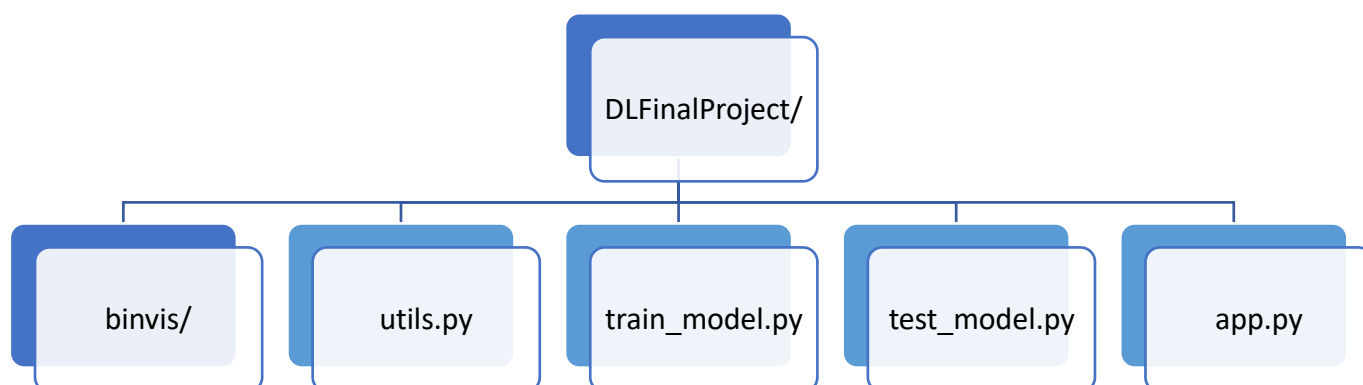 DLFinalProject/
binvis/
utils.py
train_model.py
test_model.py
app.py